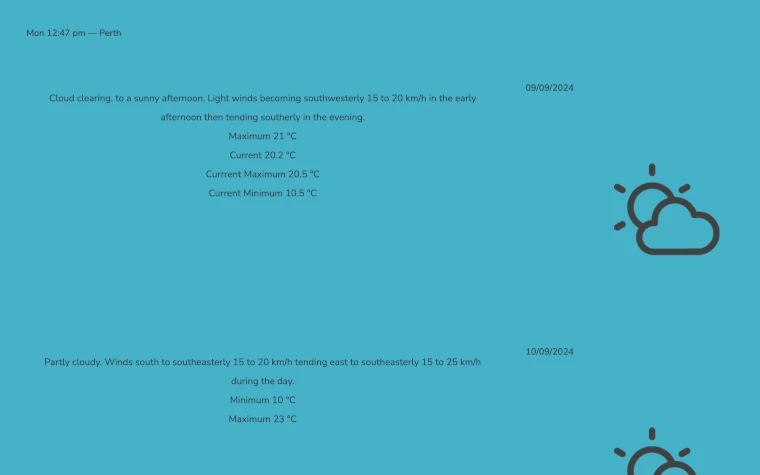 Mon 12:47 pm — Perth
09/09/2024
Cloud clearing, to a sunny afternoon. Light winds becoming southwesterly 15 to 20 km/h in the early
afternoon then tending southerly in the evening.
Maximum 21 °C
Current 20.2 °C
Currrent Maximum 20.5 °C
Current Minimum 10.5 °C
10/09/2024
Partly cloudy. Winds south to southeasterly 15 to 20 km/h tending east to southeasterly 15 to 25 km/h
during the day.
Minimum 10 °C
Maximum 23 °C